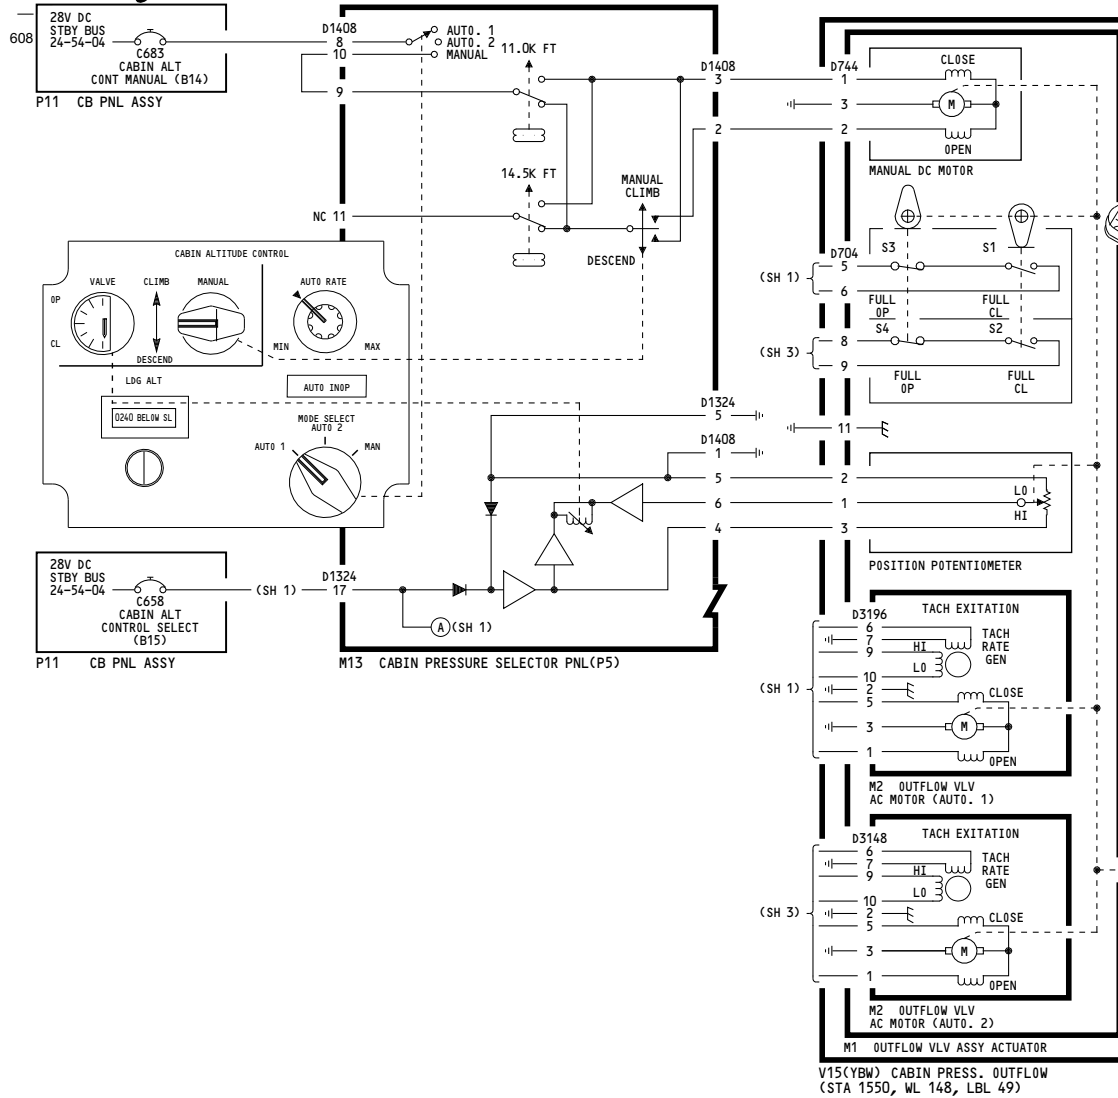 608
28V DC
STBY BUS
24-54-04
C683
CABIN ALT
CONT MANUAL (B14)
P11 CB PNL ASSY
D1408
8
10
9
AUTO. 1
AUTO. 2
MANUAL
11.0K FT
14.5K FT
NC 11
MANUAL
CLIMB
DESCEND
D1408
3
2
CABIN ALTITUDE CONTROL
VALVE
OP
CL
CLIMB
DESCEND
MANUAL
AUTO RATE
MIN
MAX
LDG ALT
0240 BELOW SL
AUTO INOP
MODE SELECT
AUTO 2
AUTO 1
MAN
D1324
5
D1408
1
5
6
4
28V DC
STBY BUS
24-54-04
C658
CABIN ALT
CONTROL SELECT
(B15)
P11 CB PNL ASSY
(SH 1)
D1324
17
A (SH 1)
M13 CABIN PRESSURE SELECTOR PNL(P5)
D744
1
3
2
CLOSE
M
OPEN
MANUAL DC MOTOR
D704
(SH 1)
5
6
S3
S1
FULL
OP
FULL
CL
S4
S2
(SH 3)
8
9
FULL
OP
FULL
CL
11
2
1
3
LO
HI
POSITION POTENTIOMETER
D3196
TACH EXITATION
6
7
9
10
2
5
3
1
HI
LO
TACH
RATE
GEN
(SH 1)
CLOSE
M
OPEN
M2 OUTFLOW VLV
AC MOTOR (AUTO. 1)
D3148
TACH EXITATION
6
7
9
10
2
5
3
1
HI
LO
TACH
RATE
GEN
(SH 3)
CLOSE
M
OPEN
M2 OUTFLOW VLV
AC MOTOR (AUTO. 2)
M1 OUTFLOW VLV ASSY ACTUATOR
V15(YBW) CABIN PRESS. OUTFLOW
(STA 1550, WL 148, LBL 49)